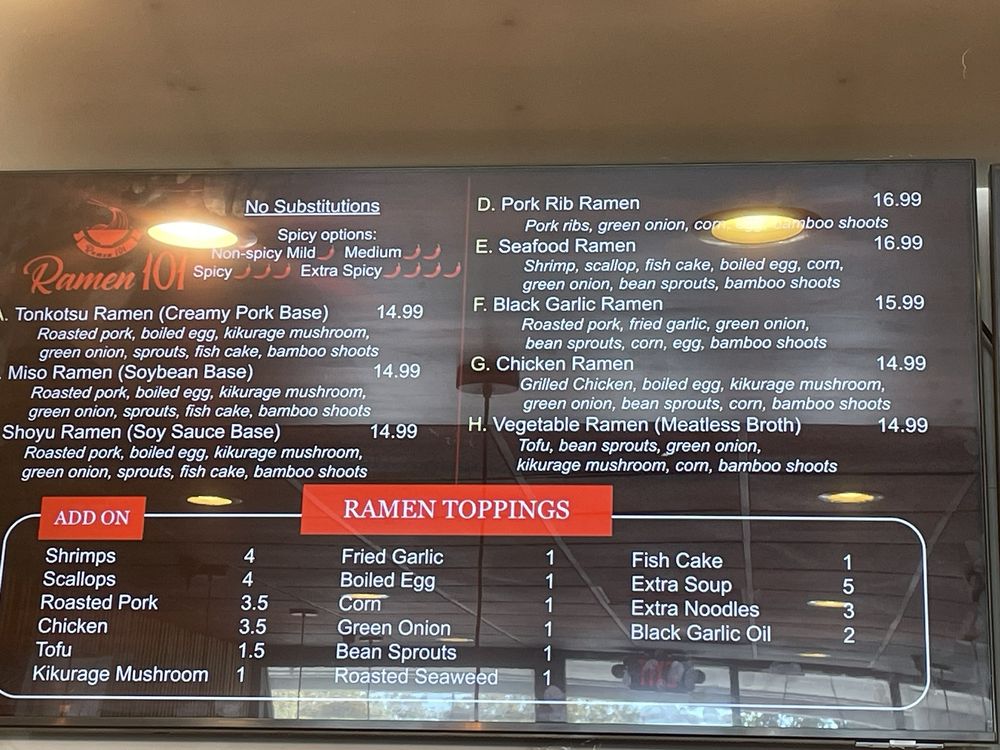 Ramen 101
Ramen 101
No Substitutions
Spicy options:
Non-spicy Mild Medium
Spicy Extra Spicy
A. Tonkotsu Ramen (Creamy Pork Base) 14.99
Roasted pork, boiled egg, kikurage mushroom,
green onion, sprouts, fish cake, bamboo shoots
. Miso Ramen (Soybean Base) 14.99
Roasted pork, boiled egg, kikurage mushroom,
green onion, sprouts, fish cake, bamboo shoots
Shoyu Ramen (Soy Sauce Base) 14.99
Roasted pork, boiled egg, kikurage mushroom,
green onion, sprouts, fish cake, bamboo shoots
D. Pork Rib Ramen 16.99
Pork ribs, green onion, corn, egg, bamboo shoots
E. Seafood Ramen 16.99
Shrimp, scallop, fish cake, boiled egg, corn,
green onion, bean sprouts, bamboo shoots
F. Black Garlic Ramen 15.99
Roasted pork, fried garlic, green onion,
bean sprouts, corn, egg, bamboo shoots
G. Chicken Ramen 14.99
Grilled Chicken, boiled egg, kikurage mushroom,
green onion, bean sprouts, corn, bamboo shoots
H. Vegetable Ramen (Meatless Broth) 14.99
Tofu, bean sprouts, green onion,
kikurage mushroom, corn, bamboo shoots
ADD ON
RAMEN TOPPINGS
Shrimps 4
Scallops 4
Roasted Pork 3.5
Chicken 3.5
Tofu 1.5
Kikurage Mushroom 1
Fried Garlic 1
Boiled Egg 1
Corn 1
Green Onion 1
Bean Sprouts 1
Roasted Seaweed 1
Fish Cake 1
Extra Soup 5
Extra Noodles 3
Black Garlic Oil 2